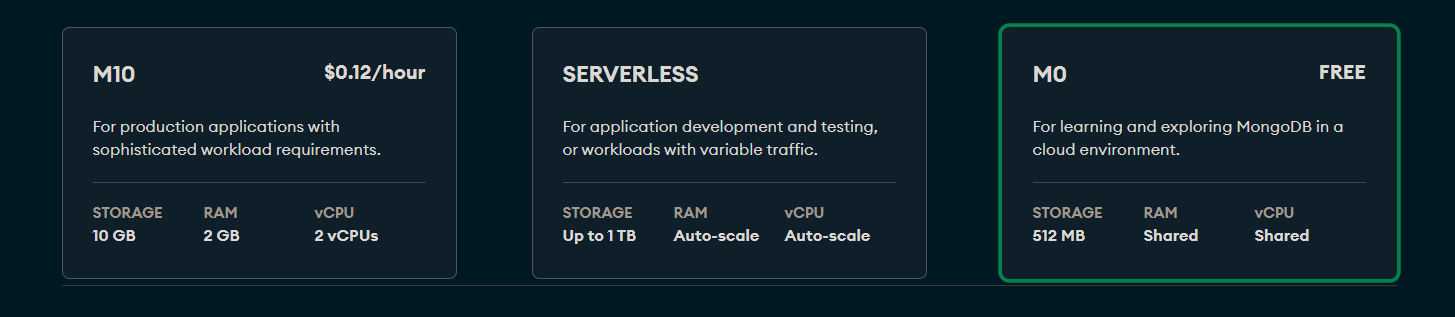 M10 $0.12/hour
For production applications with
sophisticated workload requirements.
STORAGE RAM vCPU
10 GB 2 GB 2 vCPUs
SERVERLESS
For application development and testing,
or workloads with variable traffic.
STORAGE RAM vCPU
Up to 1 TB Auto-scale Auto-scale
M0 FREE
For learning and exploring MongoDB in a
cloud environment.
STORAGE RAM vCPU
512 MB Shared Shared